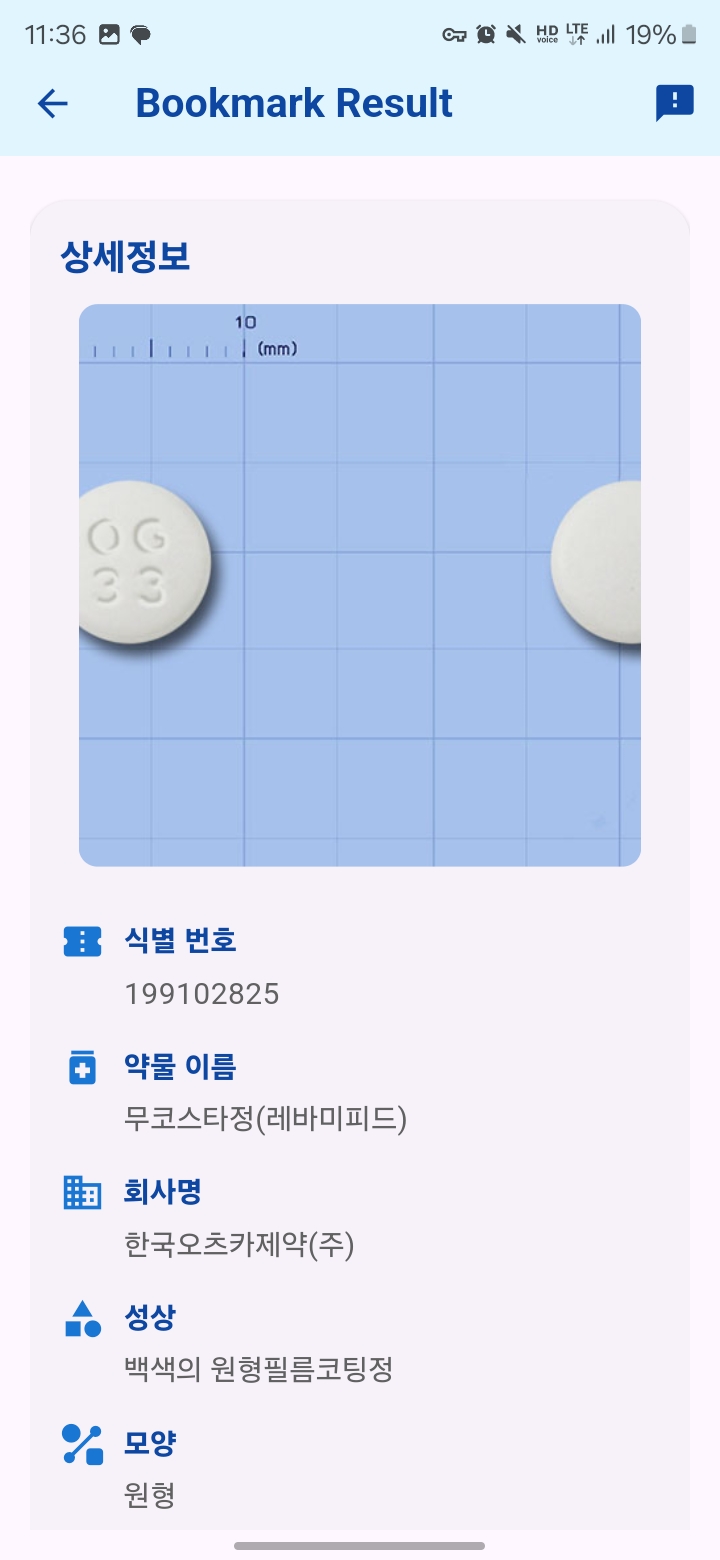 11:36 HD voice LTE 19%
Bookmark Result
상세정보
10
(mm)
OG
33
식별 번호
199102825
약물 이름
무코스타정(레바미피드)
회사명
한국오츠카제약(주)
성상
백색의 원형필름코팅정
모양
원형